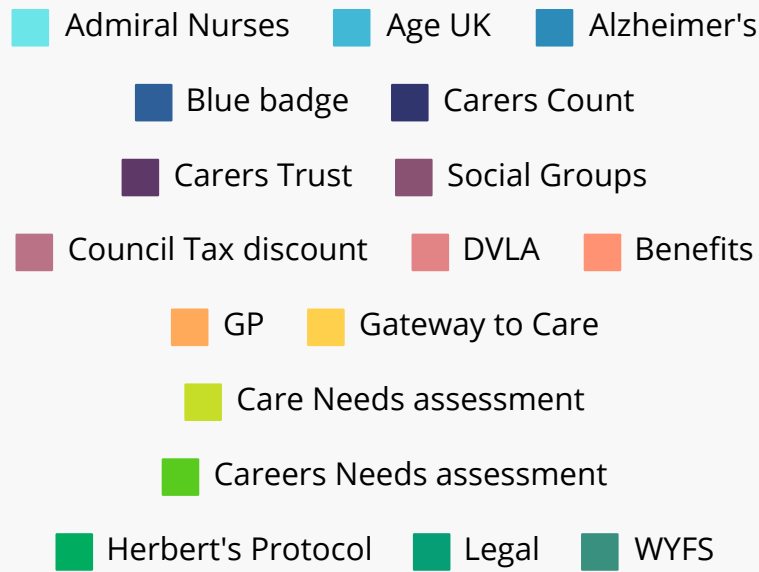 Admiral Nurses Age UK Alzheimer's
Blue badge Carers Count
Carers Trust Social Groups
Council Tax discount DVLA Benefits
GP Gateway to Care
Care Needs assessment
Careers Needs assessment
Herbert's Protocol Legal WYFS